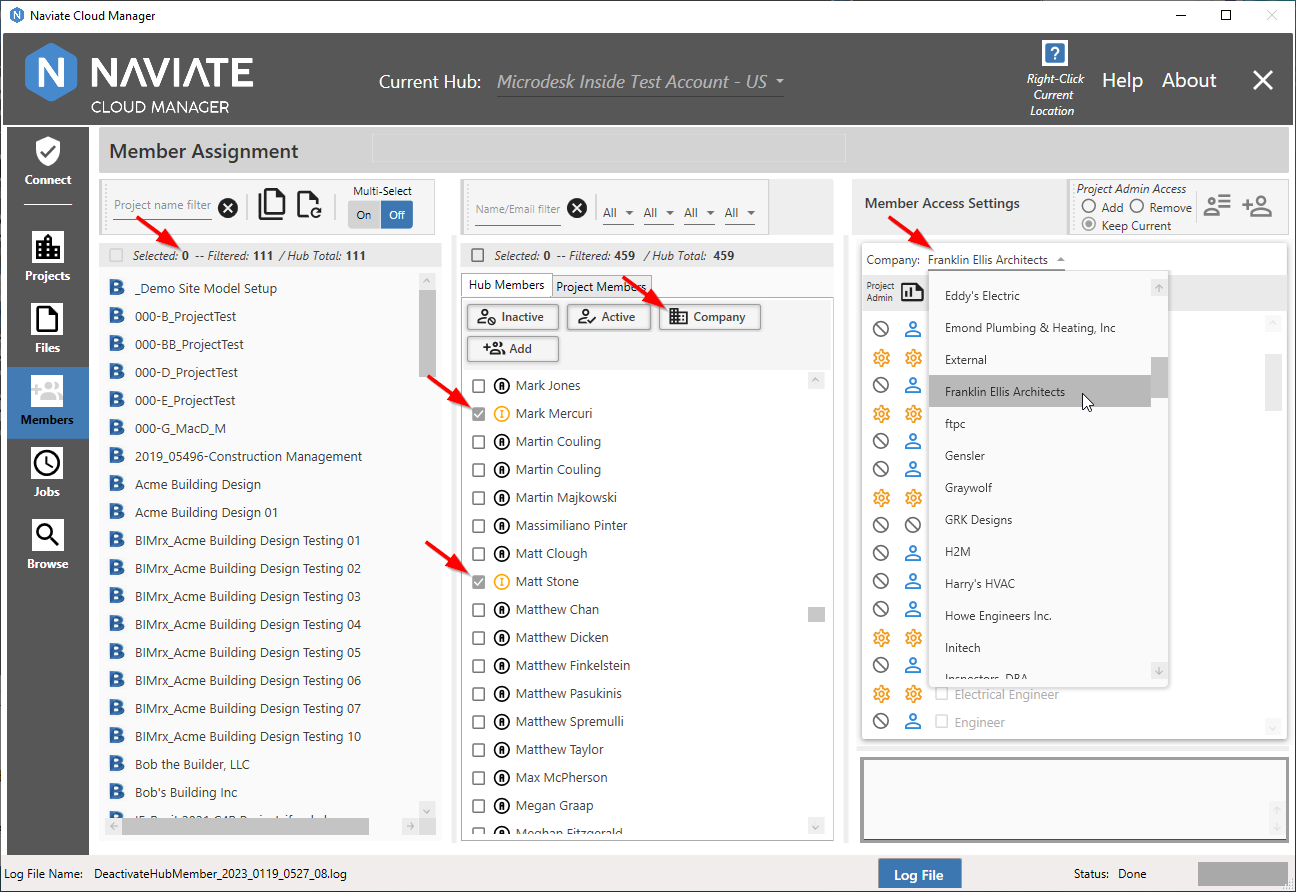 Naviate Cloud Manager
NAVIATE
CLOUD MANAGER
Current Hub: Microdesk Inside Test Account - US
?
Right-Click
Current
Location
Help
About
Connect
Projects
Files
Members
Jobs
Browse
Member Assignment
Project name filter
Multi-Select
On
Off
Selected: 0 -- Filtered: 111 / Hub Total: 111
_Demo Site Model Setup
000-B_ProjectTest
000-BB_ProjectTest
000-D_ProjectTest
000-E_ProjectTest
000-G_MacD_M
2019_05496-Construction Management
Acme Building Design
Acme Building Design 01
BIMrx_Acme Building Design Testing 01
BIMrx_Acme Building Design Testing 02
BIMrx_Acme Building Design Testing 03
BIMrx_Acme Building Design Testing 04
BIMrx_Acme Building Design Testing 05
BIMrx_Acme Building Design Testing 06
BIMrx_Acme Building Design Testing 07
BIMrx_Acme Building Design Testing 10
Bob the Builder, LLC
Bob's Building Inc
Name/Email filter
All
All
All
All
Selected: 0 -- Filtered: 459 / Hub Total: 459
Hub Members
Project Members
Inactive
Active
Company
Add
Mark Jones
Mark Mercuri
Martin Couling
Martin Couling
Martin Majkowski
Massimiliano Pinter
Matt Clough
Matt Stone
Matthew Chan
Matthew Dicken
Matthew Finkelstein
Matthew Pasukinis
Matthew Spremulli
Matthew Taylor
Max McPherson
Megan Graap
Meghan Fitzgerald
Member Access Settings
Project Admin Access
Add
Remove
Keep Current
Company: Franklin Ellis Architects
Project
Admin
Eddy's Electric
Emond Plumbing & Heating, Inc
External
Franklin Ellis Architects
ftpc
Gensler
Graywolf
GRK Designs
H2M
Harry's HVAC
Howe Engineers Inc.
Initech
Inspectors, DBA
Electrical Engineer
Engineer
Log File Name: DeactivateHubMember_2023_0119_0527_08.log
Log File
Status: Done